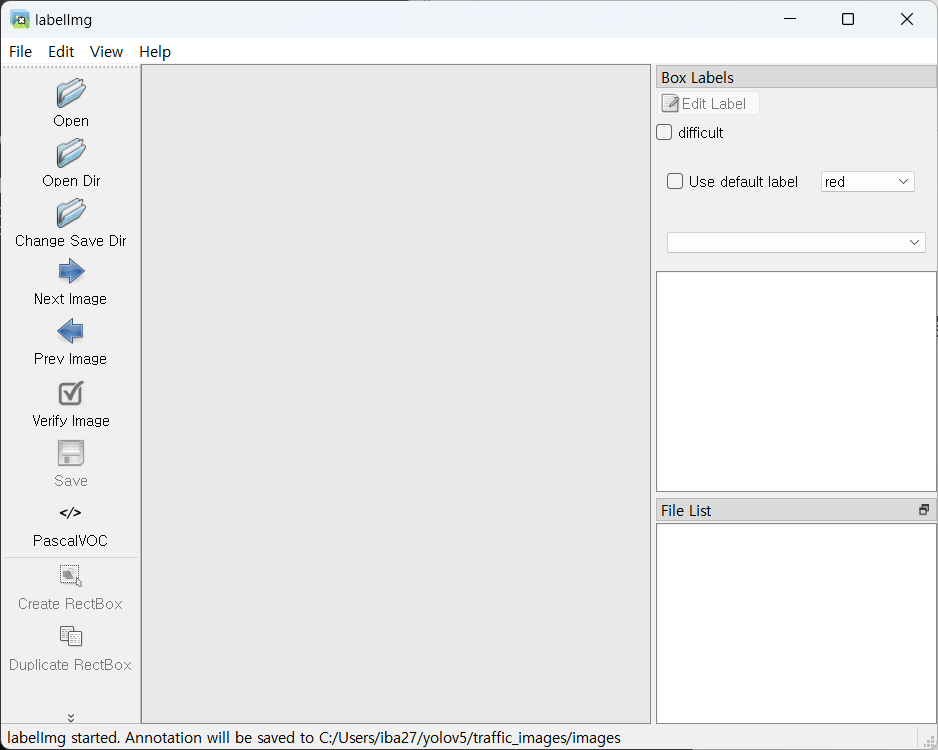 labelImg
File Edit View Help
Open
Open Dir
Change Save Dir
Next Image
Prev Image
Verify Image
Save
</>
PascalVOC
Create RectBox
Duplicate RectBox
Box Labels
Edit Label
difficult
Use default label red
File List
labelImg started. Annotation will be saved to C:/Users/iba27/yolov5/traffic_images/images